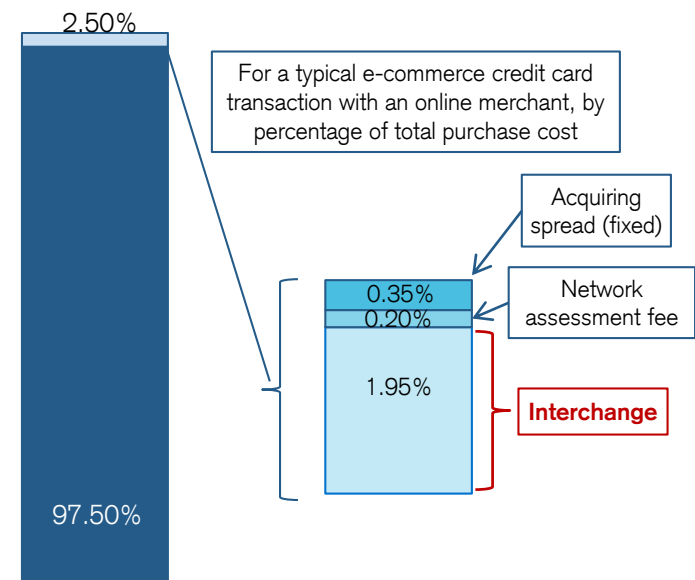 2.50%
For a typical e-commerce credit card
transaction with an online merchant, by
percentage of total purchase cost
Acquiring
spread (fixed)
0.35%
Network
assessment fee
0.20%
1.95%
Interchange
97.50%